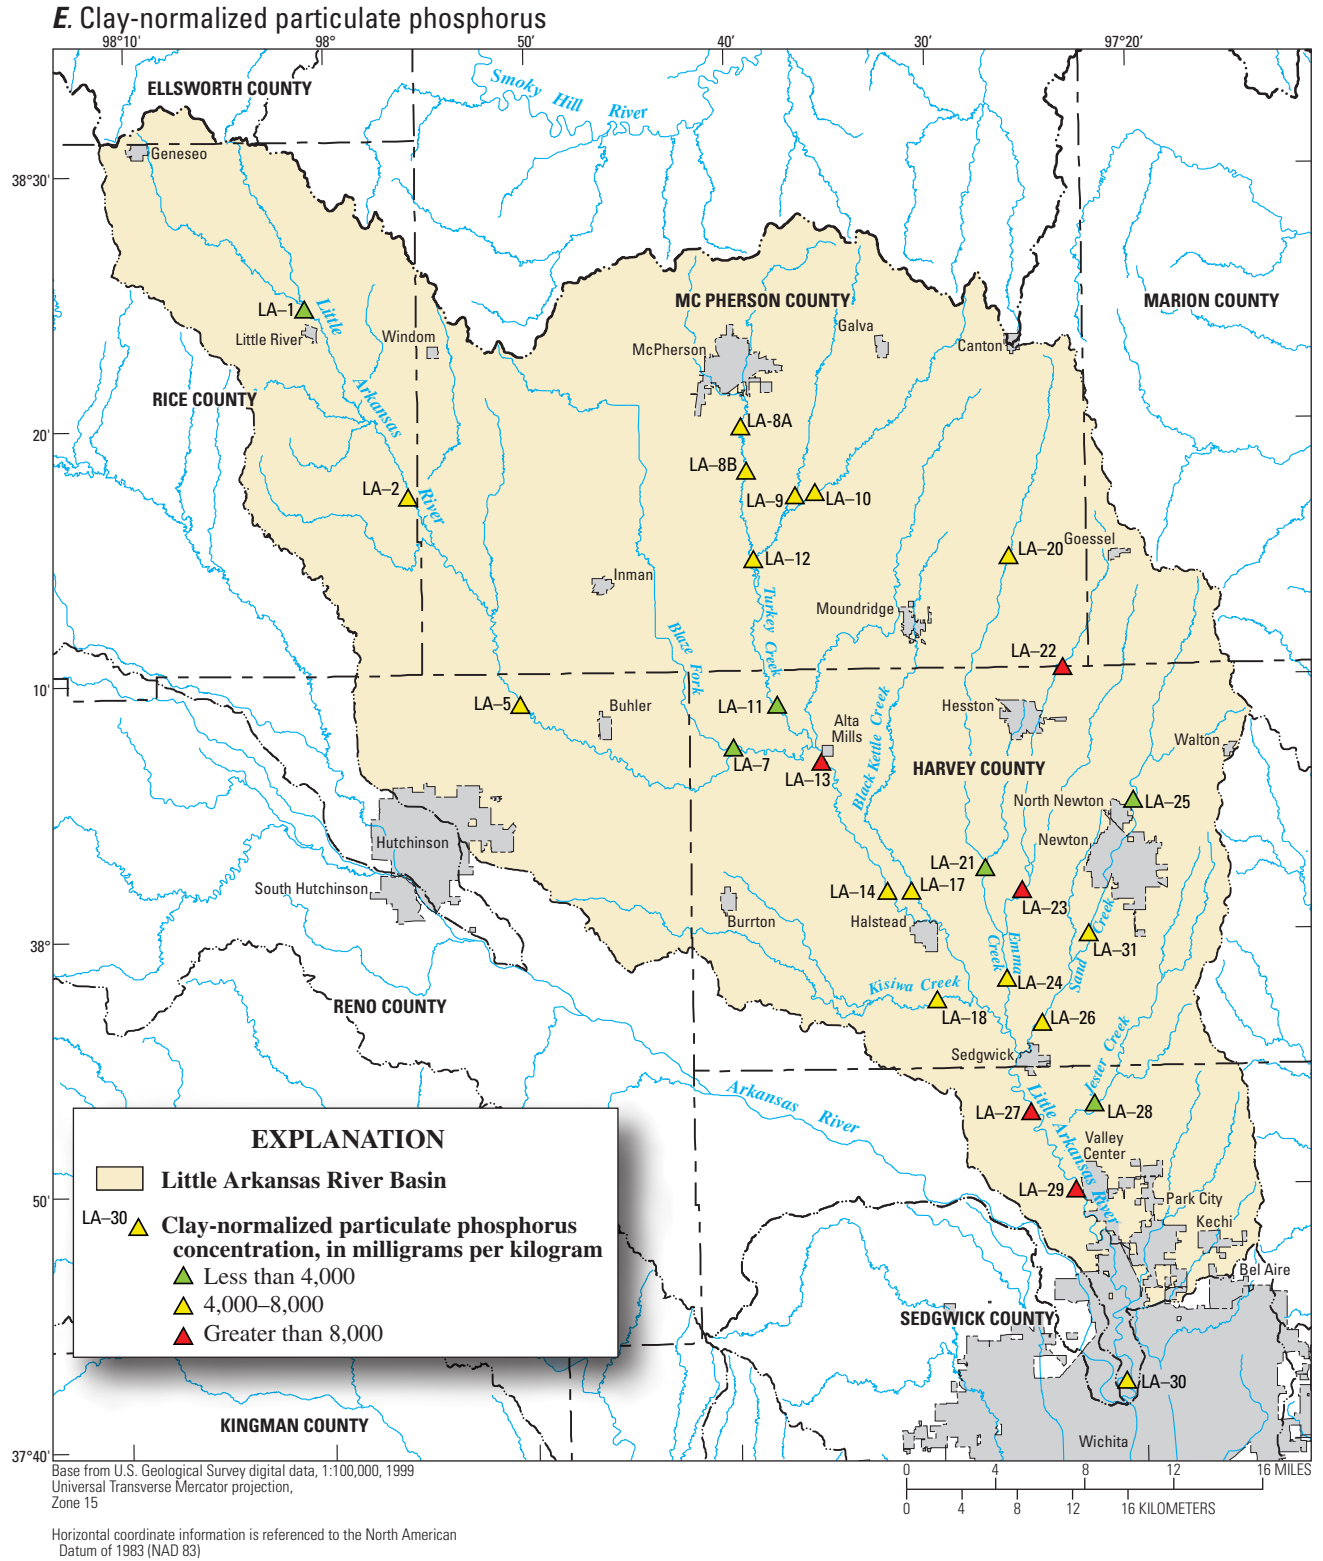 E. Clay-normalized particulate phosphorus
98°10'
98°
50'
40'
30'
97°20'
ELLSWORTH COUNTY
Smoky Hill River
Geneseo
38°30'
LA–1
Little River
Little
Windom
MC PHERSON COUNTY
MARION COUNTY
McPherson
Galva
Canton
RICE COUNTY
Arkansas
20'
LA-8A
LA–8B
LA–2
River
LA–9
LA–10
LA–12
LA–20
Goessel
Inman
Turkey Creek
Moundridge
Blaze Fork
LA–22
10'
LA–5
Buhler
LA–11
Alta
Mills
Black Kettle Creek
Hesston
Walton
LA–7
LA–13
HARVEY COUNTY
North Newton
LA–25
Newton
Hutchinson
South Hutchinson
LA–21
LA–14
LA–17
LA–23
Burrton
Halstead
38°
Emma
Creek
Sand Creek
LA–31
Kisiwa Creek
LA–24
RENO COUNTY
LA–18
LA–26
Sedgwick
Jester Creek
Arkansas River
Little Arkansas River
LA–27
LA–28
Valley
Center
LA–29
Park City
Kechi
50'
Bel Aire
SEDGWICK COUNTY
LA–30
Wichita
KINGMAN COUNTY
37°40'
EXPLANATION
Little Arkansas River Basin
LA–30
Clay-normalized particulate phosphorus
concentration, in milligrams per kilogram
Less than 4,000
4,000–8,000
Greater than 8,000
Base from U.S. Geological Survey digital data, 1:100,000, 1999
Universal Transverse Mercator projection,
Zone 15
Horizontal coordinate information is referenced to the North American
Datum of 1983 (NAD 83)
0 4 8 12 16 MILES
0 4 8 12 16 KILOMETERS